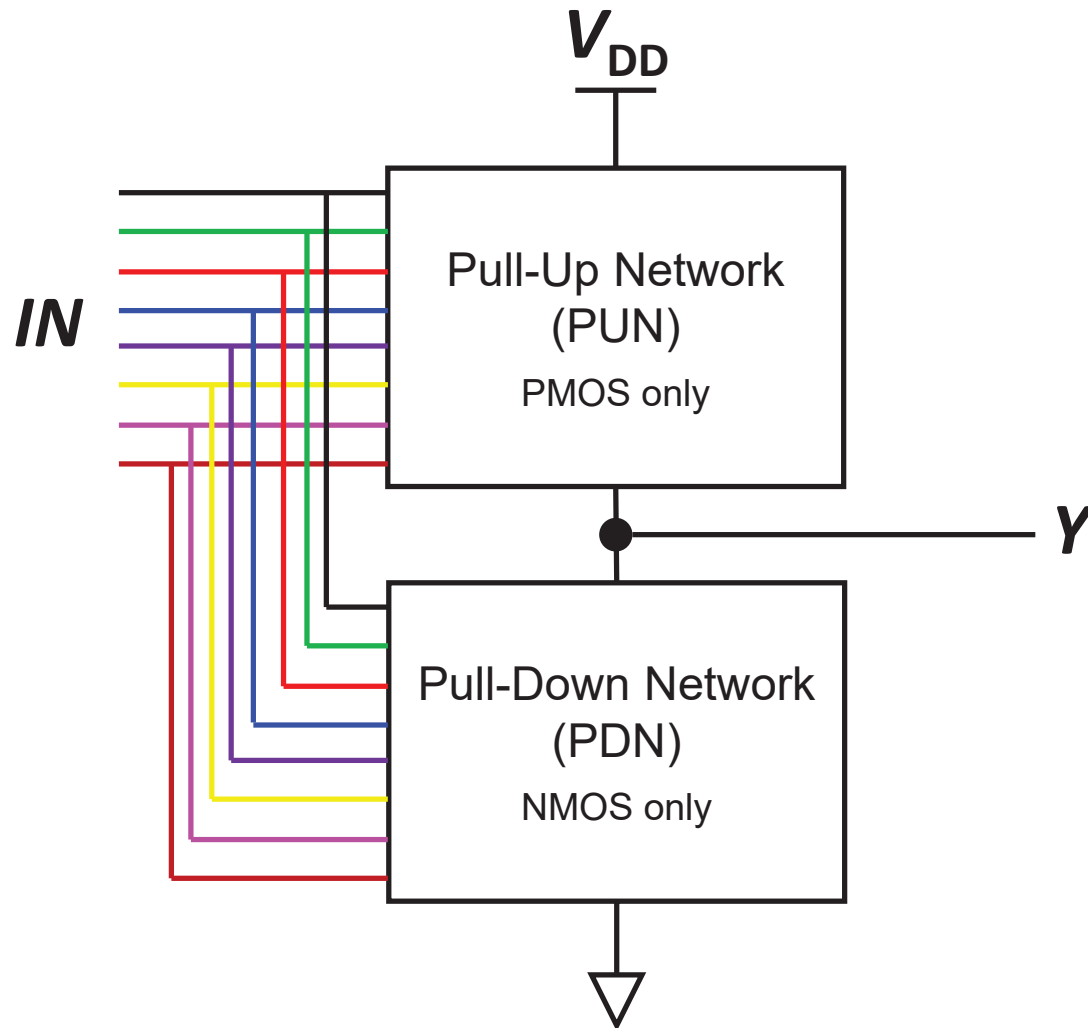 VDD
IN
Pull-Up Network
(PUN)
PMOS only
Y
Pull-Down Network
(PDN)
NMOS only